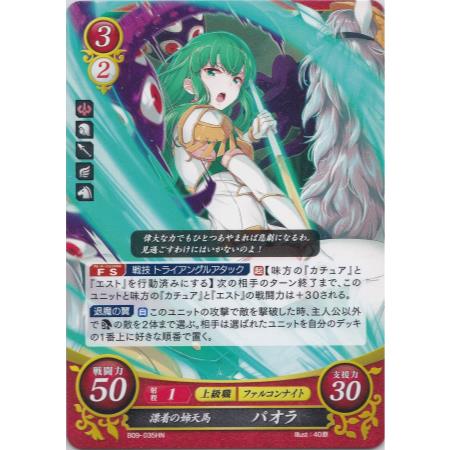 3
2
偉大な力でもひとつあやまれば悲劇になるわ。
見過ごすわけにはいかないのよ!
FS 戦技 トライアングルアタック 起【味方の『カチュア』と
『エスト』を行動済みにする】次の相手のターン終了まで、この
ユニットと味方の『カチュア』と『エスト』の戦闘力は+30される。
退魔の翼 自 このユニットの攻撃で敵を撃破した時、主人公以外
の敵を2体まで選ぶ。相手は選ばれたユニットを自分のデッキ
の1番上に好きな順番で置く。
戦闘力
50
射程 1
上級職 ファルコンナイト
支援力
30
漂着の姉天馬 パオラ
B09-035HN
Illust:40原